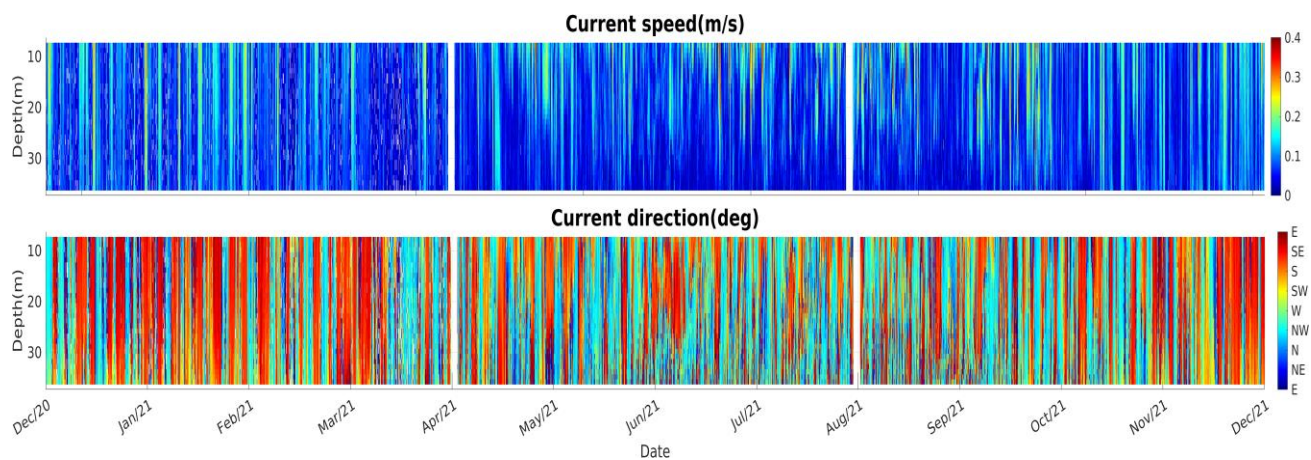 Current speed(m/s)
Depth(m)
10
20
30
0.4
0.3
0.2
0.1
0
Current direction(deg)
Depth(m)
10
20
30
E
SE
S
SW
W
NW
N
NE
E
Dec/20 Jan/21 Feb/21 Mar/21 Apr/21 May/21 Jun/21 Jul/21 Aug/21 Sep/21 Oct/21 Nov/21 Dec/21
Date